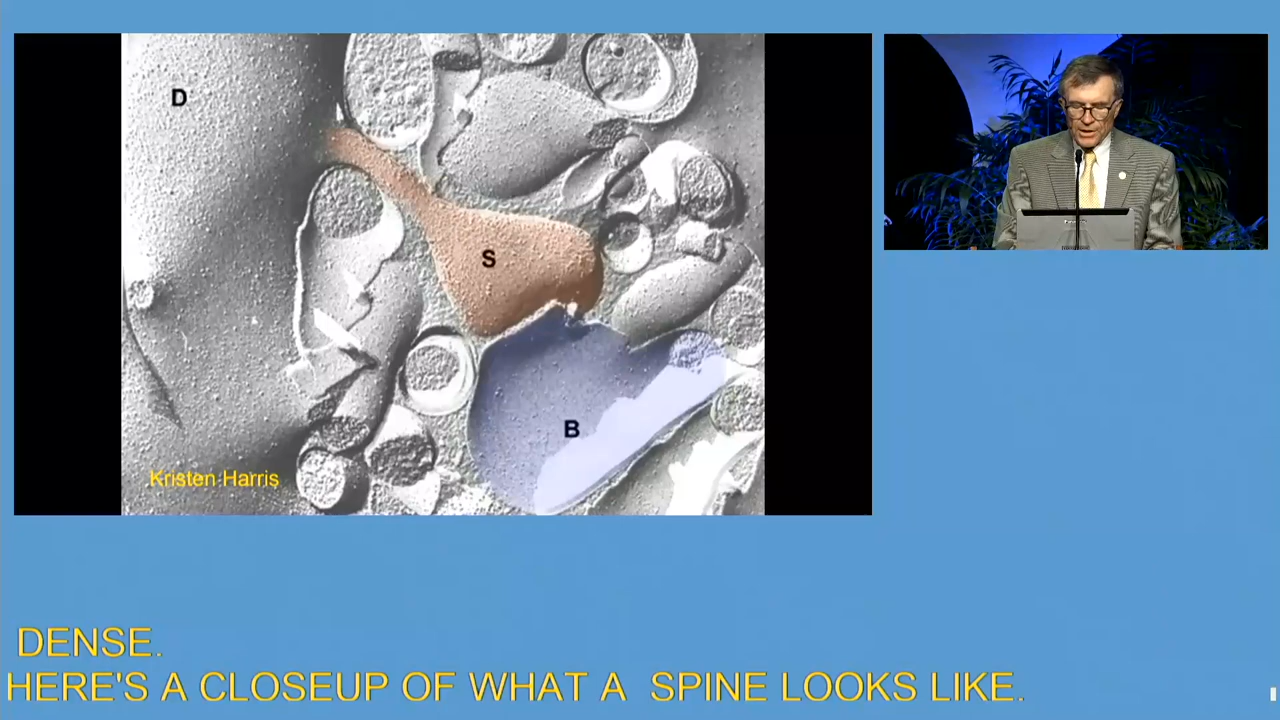 D
S
B
Kristen Harris
DENSE.
HERE'S A CLOSEUP OF WHAT A  SPINE LOOKS LIKE.